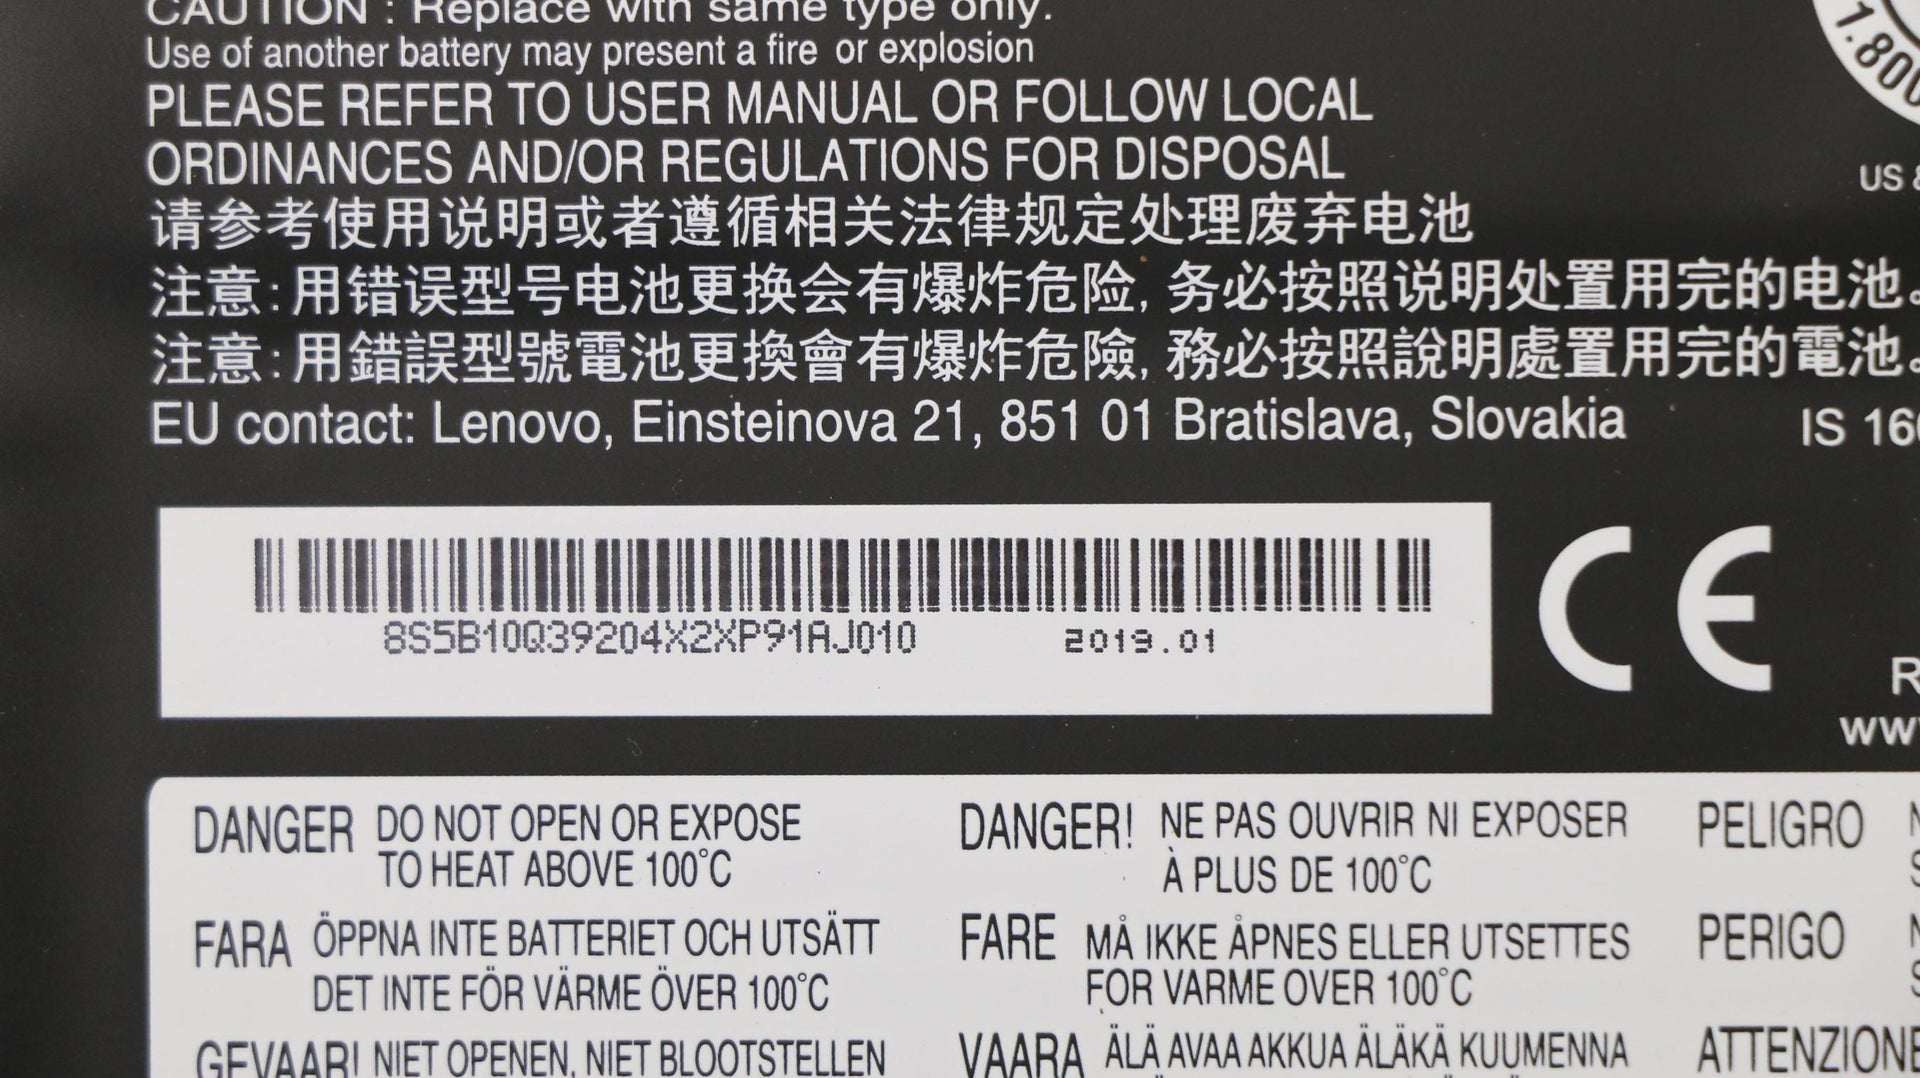 CAUTION : Replace with same type only.
Use of another battery may present a fire or explosion
PLEASE REFER TO USER MANUAL OR FOLLOW LOCAL
ORDINANCES AND/OR REGULATIONS FOR DISPOSAL
请参考使用说明或者遵循相关法律规定处理废弃电池
注意:用错误型号电池更换会有爆炸危险,务必按照说明处置用完的电池。
注意:用錯誤型號電池更換會有爆炸危險,務必按照說明處置用完的電池。
EU contact: Lenovo, Einsteinova 21, 851 01 Bratislava, Slovakia
1.800
US &
IS 160
8S5B10Q39204X2XP91AJ010 2019.01
CE
R
www
DANGER DO NOT OPEN OR EXPOSE
TO HEAT ABOVE 100°C
DANGER! NE PAS OUVRIR NI EXPOSER
À PLUS DE 100°C
PELIGRO
FARA ÖPPNA INTE BATTERIET OCH UTSÄTT
DET INTE FÖR VÄRME ÖVER 100°C
FARE MÅ IKKE ÅPNES ELLER UTSETTES
FOR VARME OVER 100°C
PERIGO
GEVAAR! NIET OPENEN, NIET BLOOTSTELLEN
VAARA ÄLÄ AVAA AKKUA ÄLÄKÄ KUUMENNA
ATTENZIONE